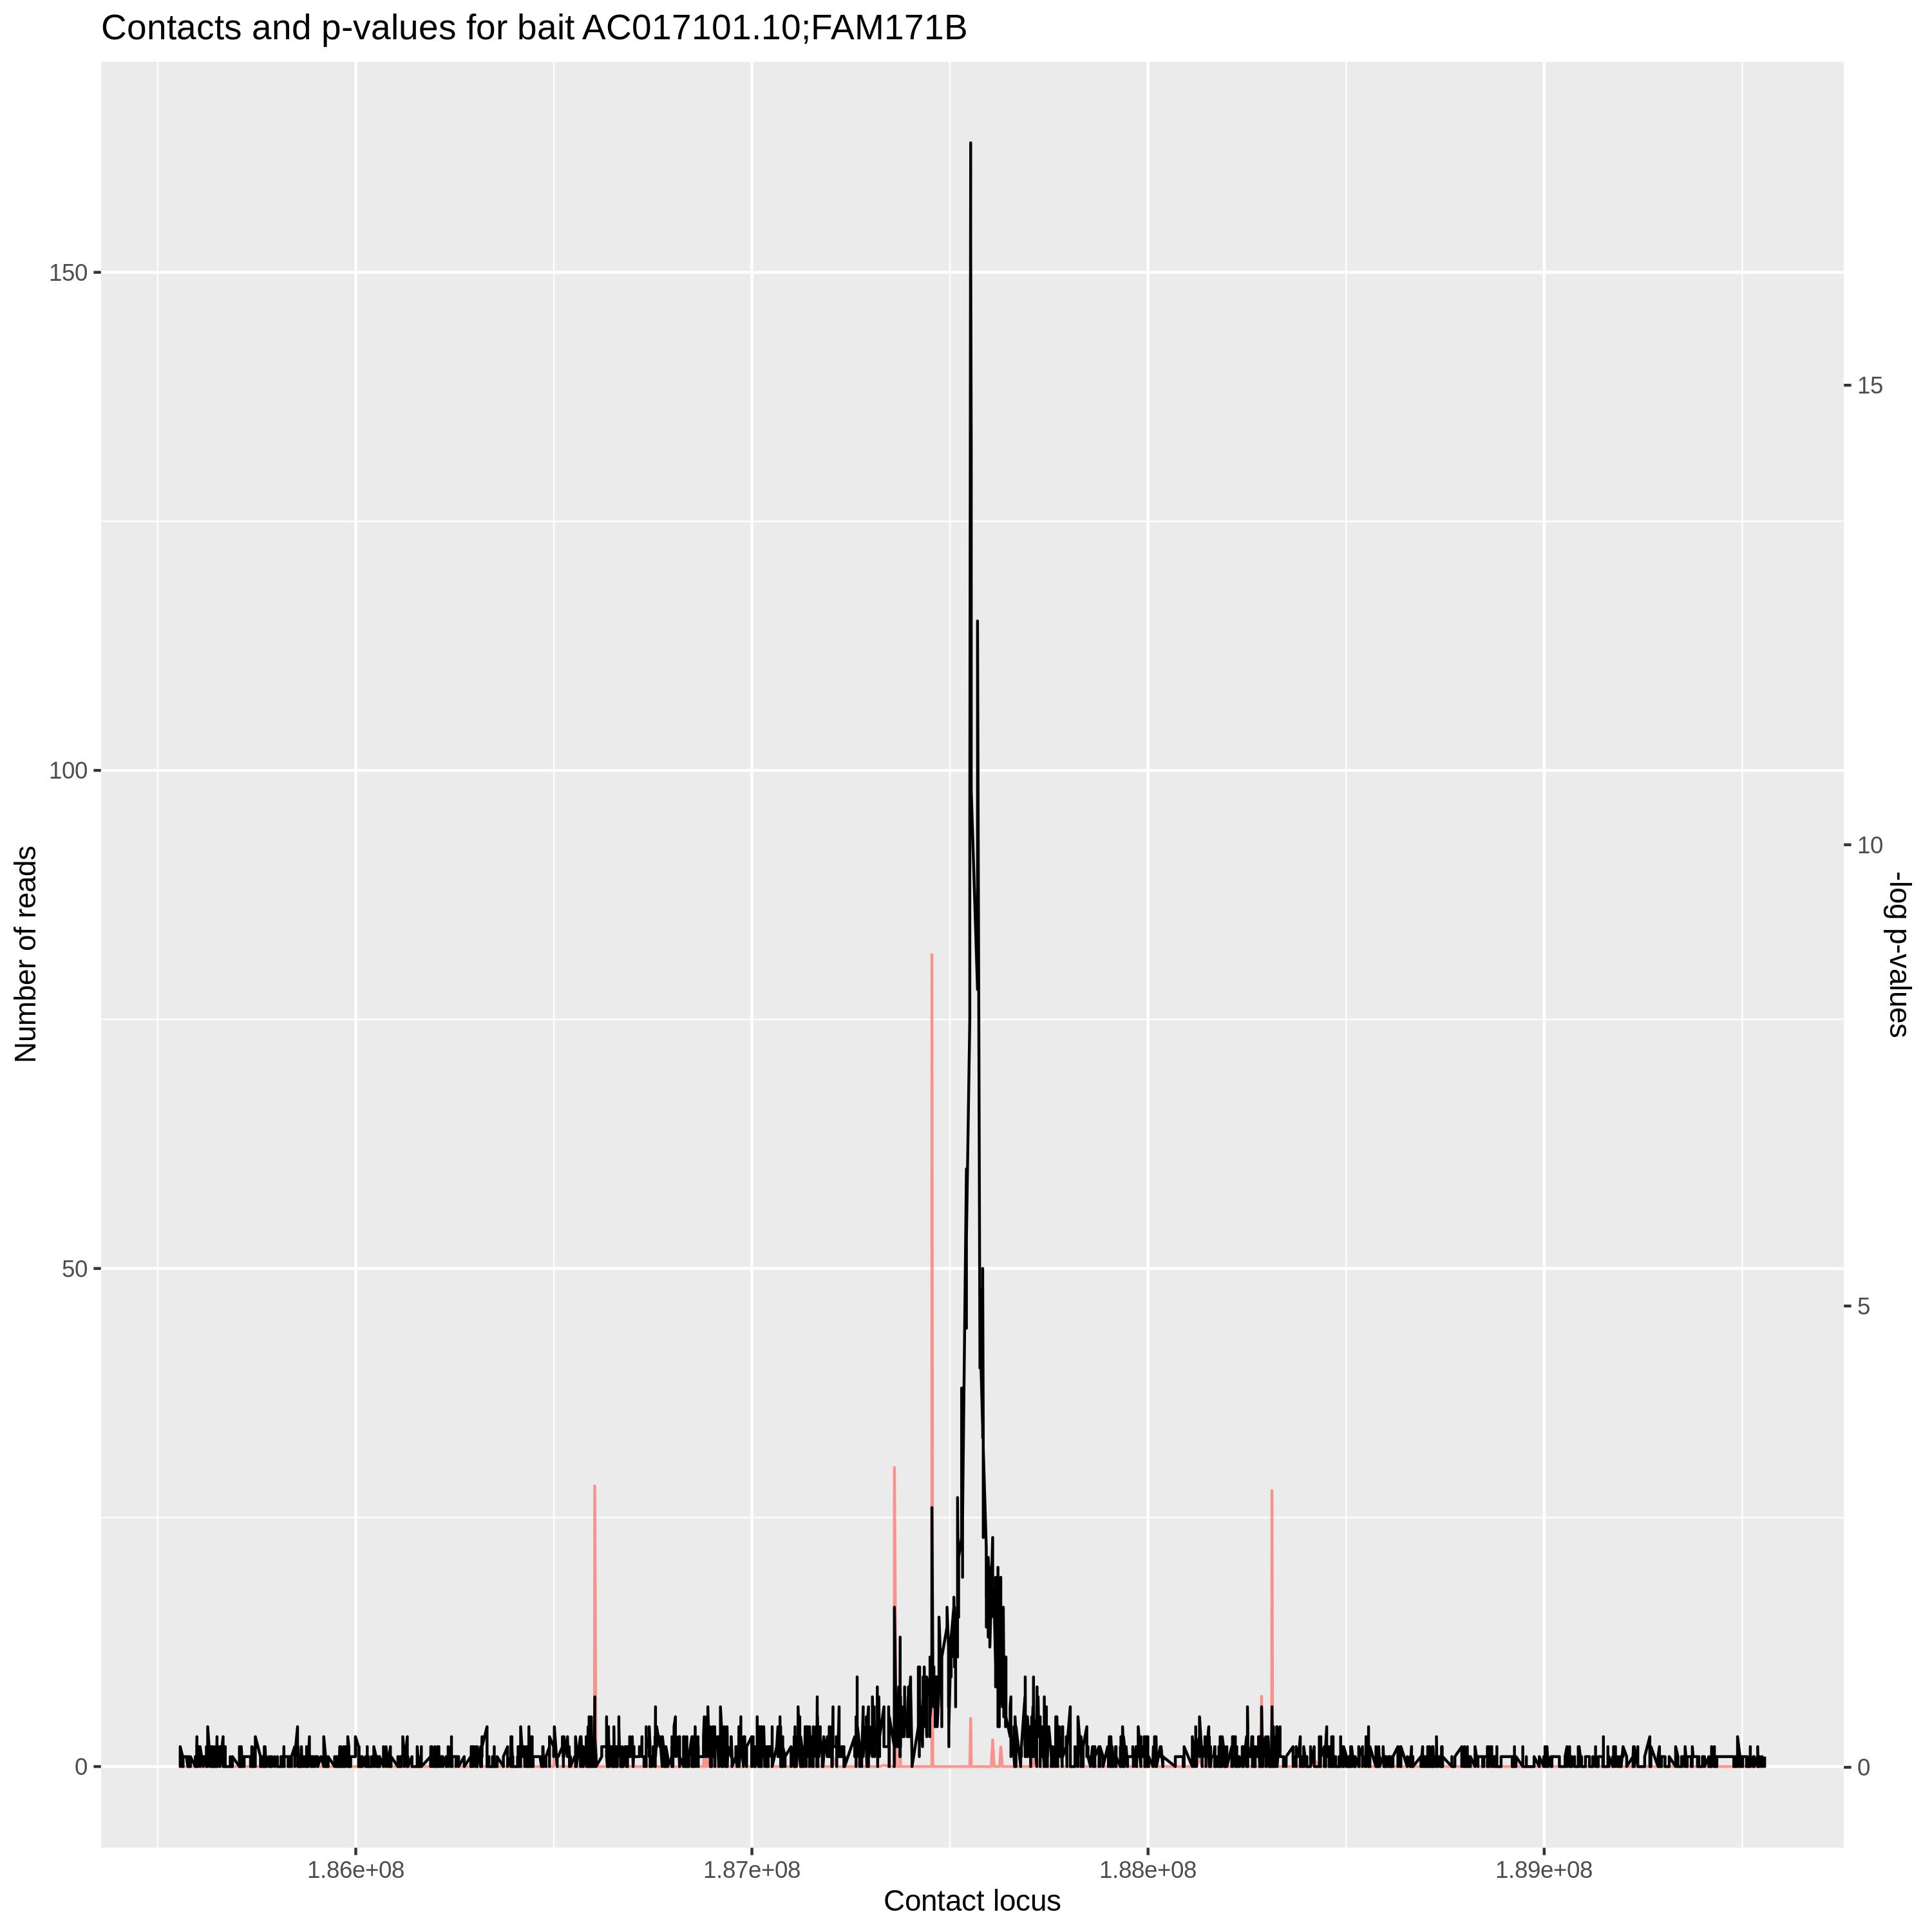 Contacts and p-values for bait AC017101.10;FAM171B
150
100
50
0
Number of reads
15
10
5
0
-log p-values
1.86e+08
1.87e+08
1.88e+08
1.89e+08
Contact locus